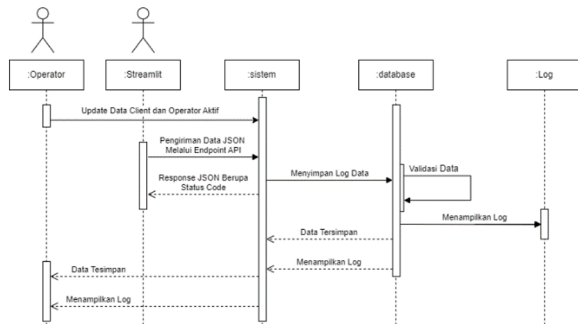 :Operator
:Streamlit
:sistem
:database
:Log
Update Data Client dan Operator Aktif
Pengiriman Data JSON
Melalui Endpoint API
Response JSON Berupa
Status Code
Menyimpan Log Data
Validasi Data
Menampilkan Log
Data Tersimpan
Menampilkan Log
Data Tesimpan
Menampilkan Log